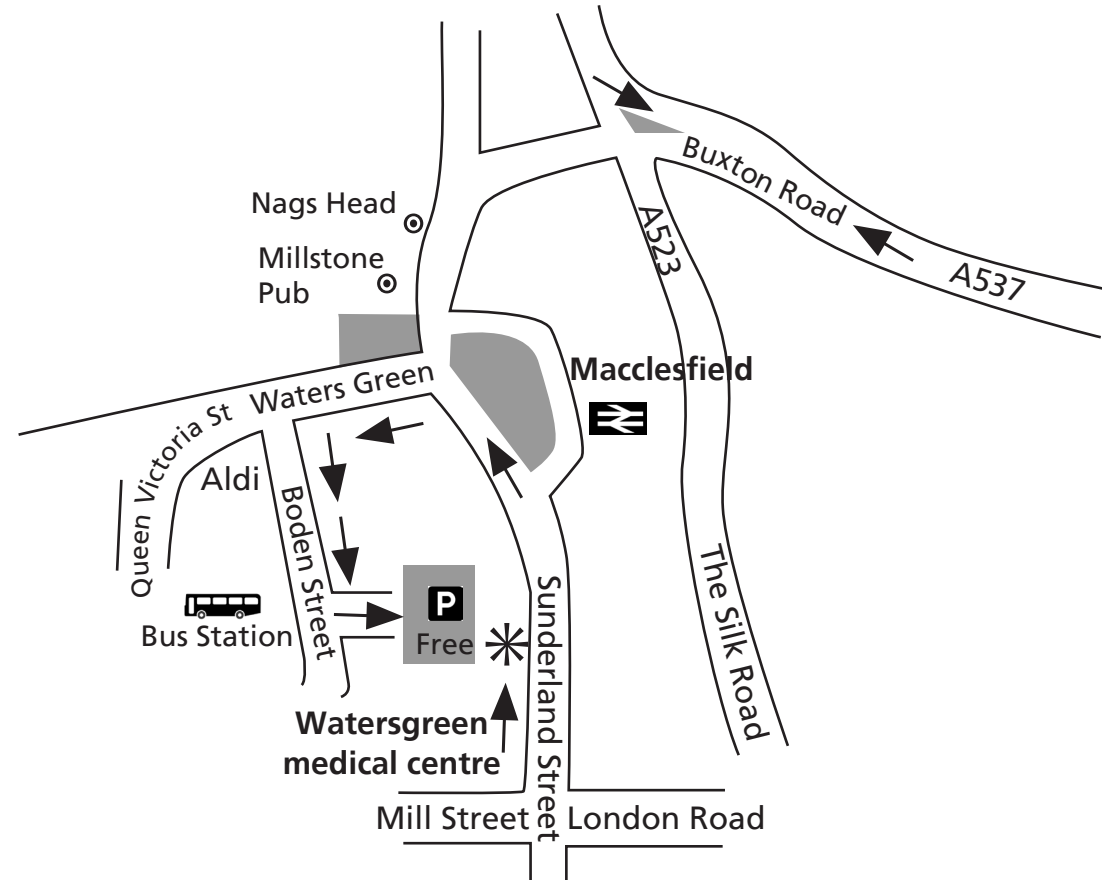 Buxton Road
Nags Head
A523
Millstone
Pub
A537
Macclesfield
Waters Green
Queen Victoria St
Aldi
Boden Street
P
Free
Bus Station
Sunderland Street
The Silk Road
Watersgreen
medical centre
Mill Street
London Road